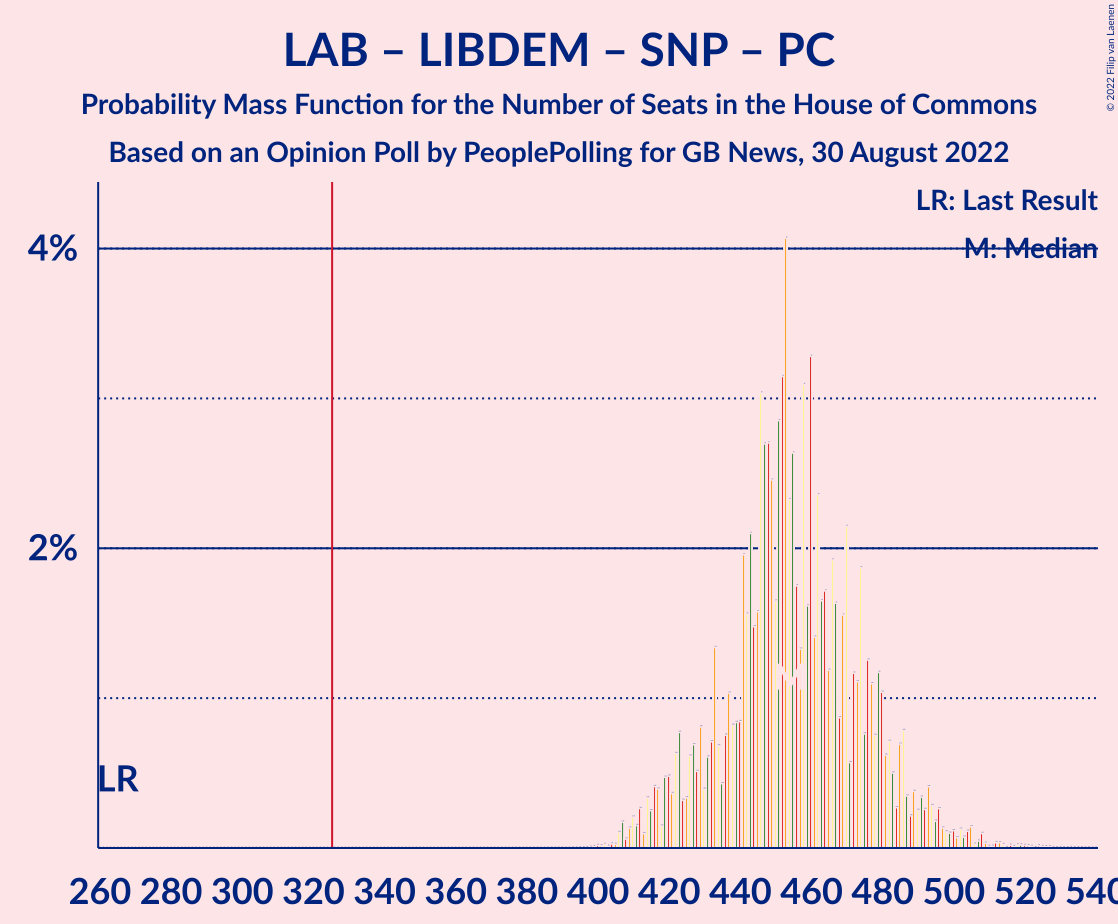 LAB – LIBDEM – SNP – PC
Probability Mass Function for the Number of Seats in the House of Commons
Based on an Opinion Poll by PeoplePolling for GB News, 30 August 2022
© 2022 Filip van Laenen
LR: Last Result
M: Median
4%
2%
LR
260 280 300 320 340 360 380 400 420 440 460 480 500 520 540